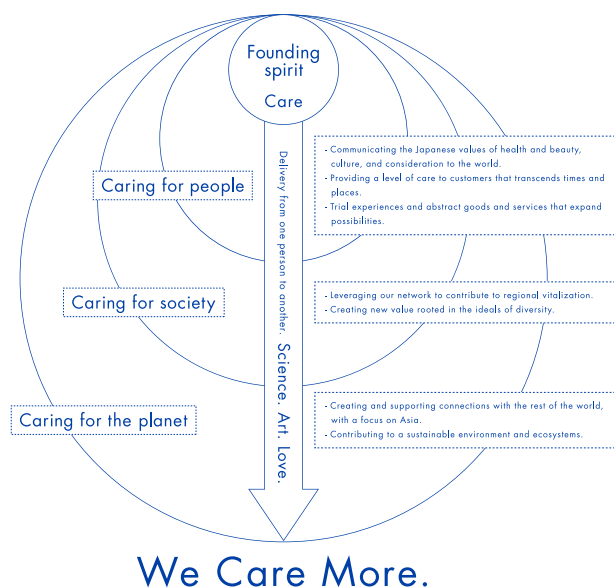 Founding
spirit
Care
Delivery from one person to another. Science. Art. Love.
Caring for people
- Communicating the Japanese values of health and beauty,
culture, and consideration to the world.
- Providing a level of care to customers that transcends times and
places.
- Trial experiences and abstract goods and services that expand
possibilities.
Caring for society
- Leveraging our network to contribute to regional vitalization.
- Creating new value rooted in the ideals of diversity.
Caring for the planet
- Creating and supporting connections with the rest of the world,
with a focus on Asia.
- Contributing to a sustainable environment and ecosystems.
We Care More.